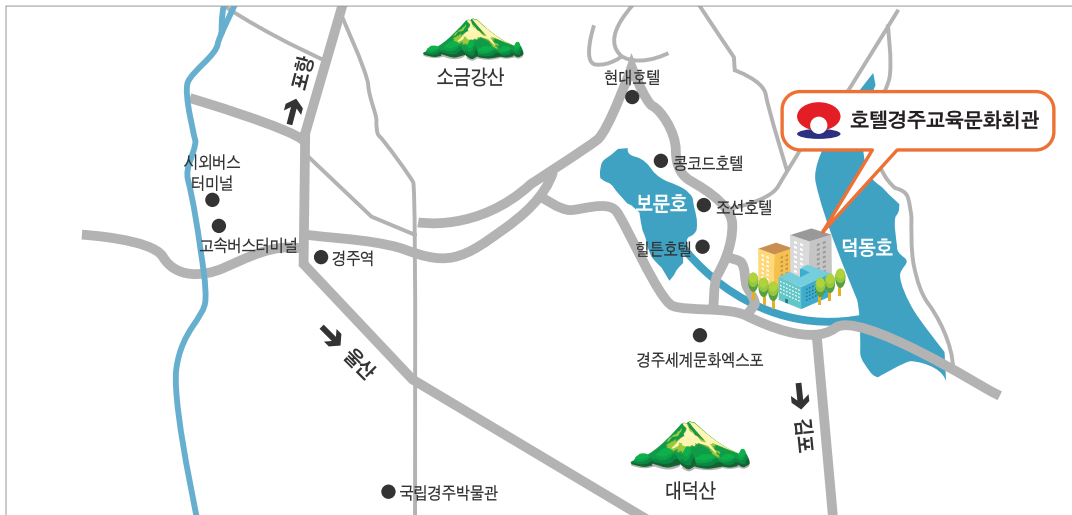 포항
소금강산
현대호텔
호텔경주교육문화회관
시외버스
터미널
콩코드호텔
보문호
조선호텔
고속버스터미널
경주역
힐튼호텔
덕동호
울산
경주세계문화엑스포
김포
대덕산
국립경주박물관